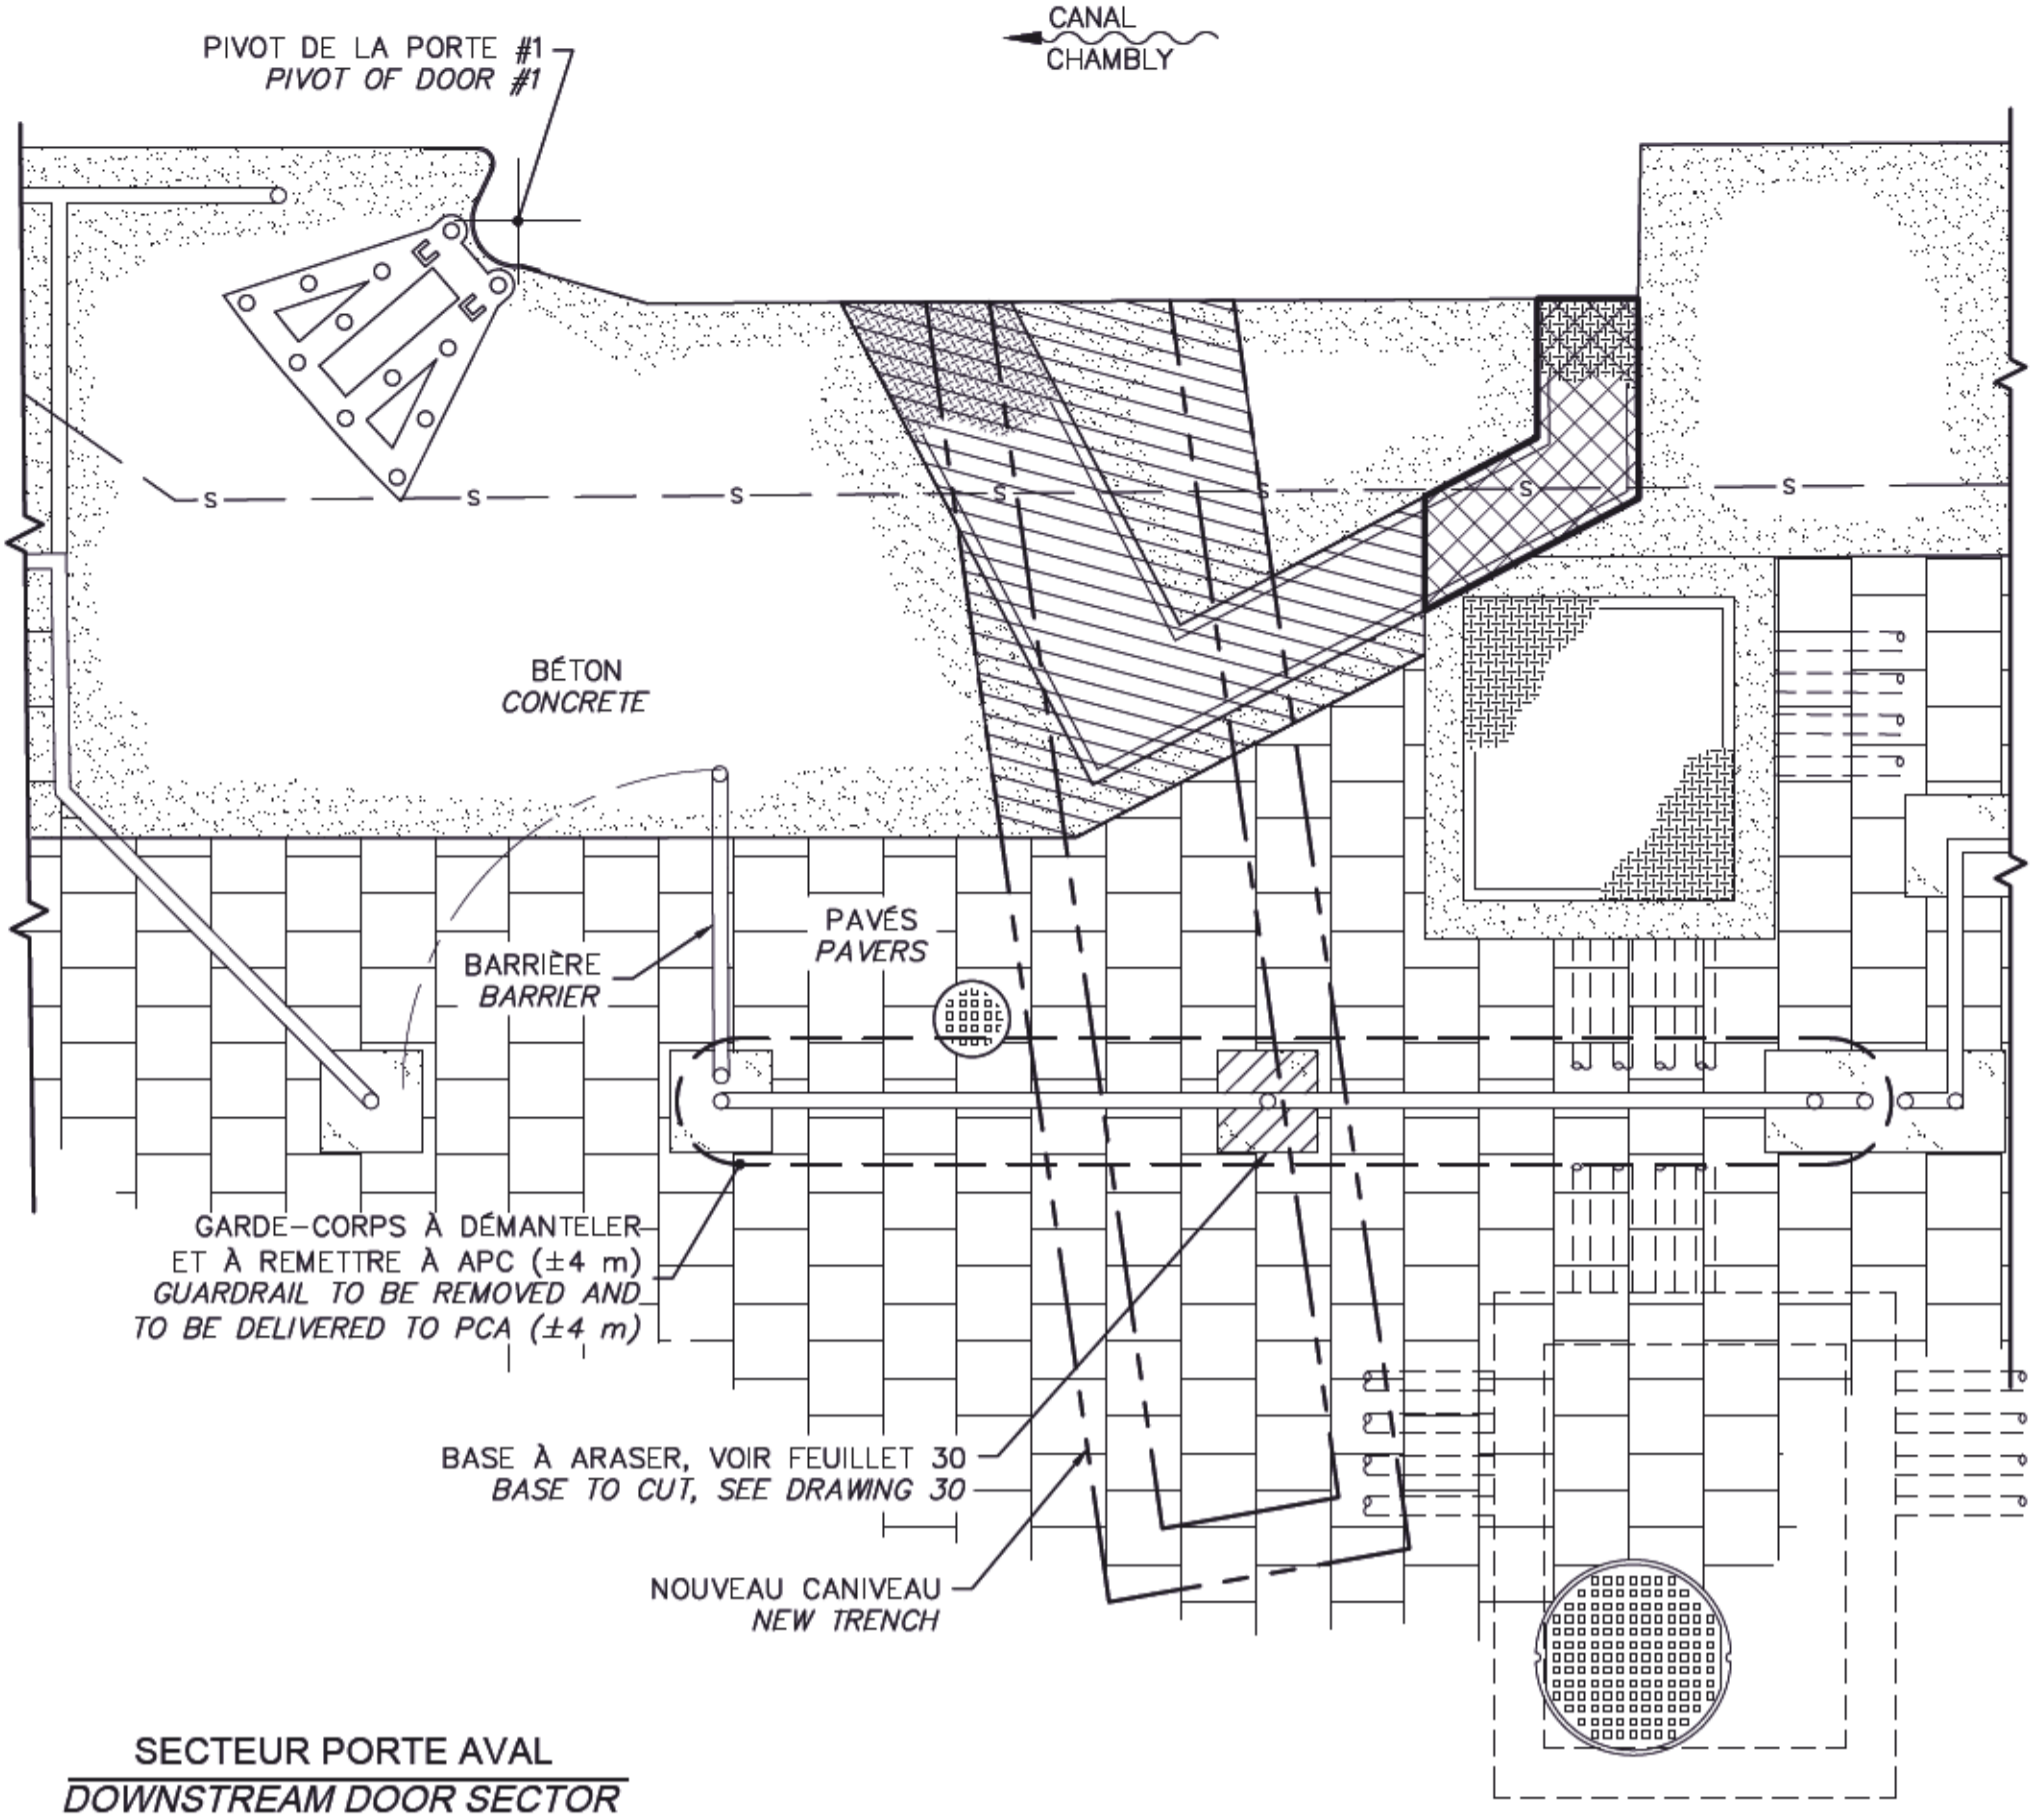 CANAL
CHAMBLY
PIVOT DE LA PORTE #1
PIVOT OF DOOR #1
S S S S S S S
BÉTON
CONCRETE
PAVÉS
PAVERS
BARRIÈRE
BARRIER
GARDE-CORPS À DÉMANTELER
ET À REMETTRE À APC (±4 m)
GUARDRAIL TO BE REMOVED AND
TO BE DELIVERED TO PCA (±4 m)
BASE À ARASER, VOIR FEUILLET 30
BASE TO CUT, SEE DRAWING 30
NOUVEAU CANIVEAU
NEW TRENCH
SECTEUR PORTE AVAL
DOWNSTREAM DOOR SECTOR